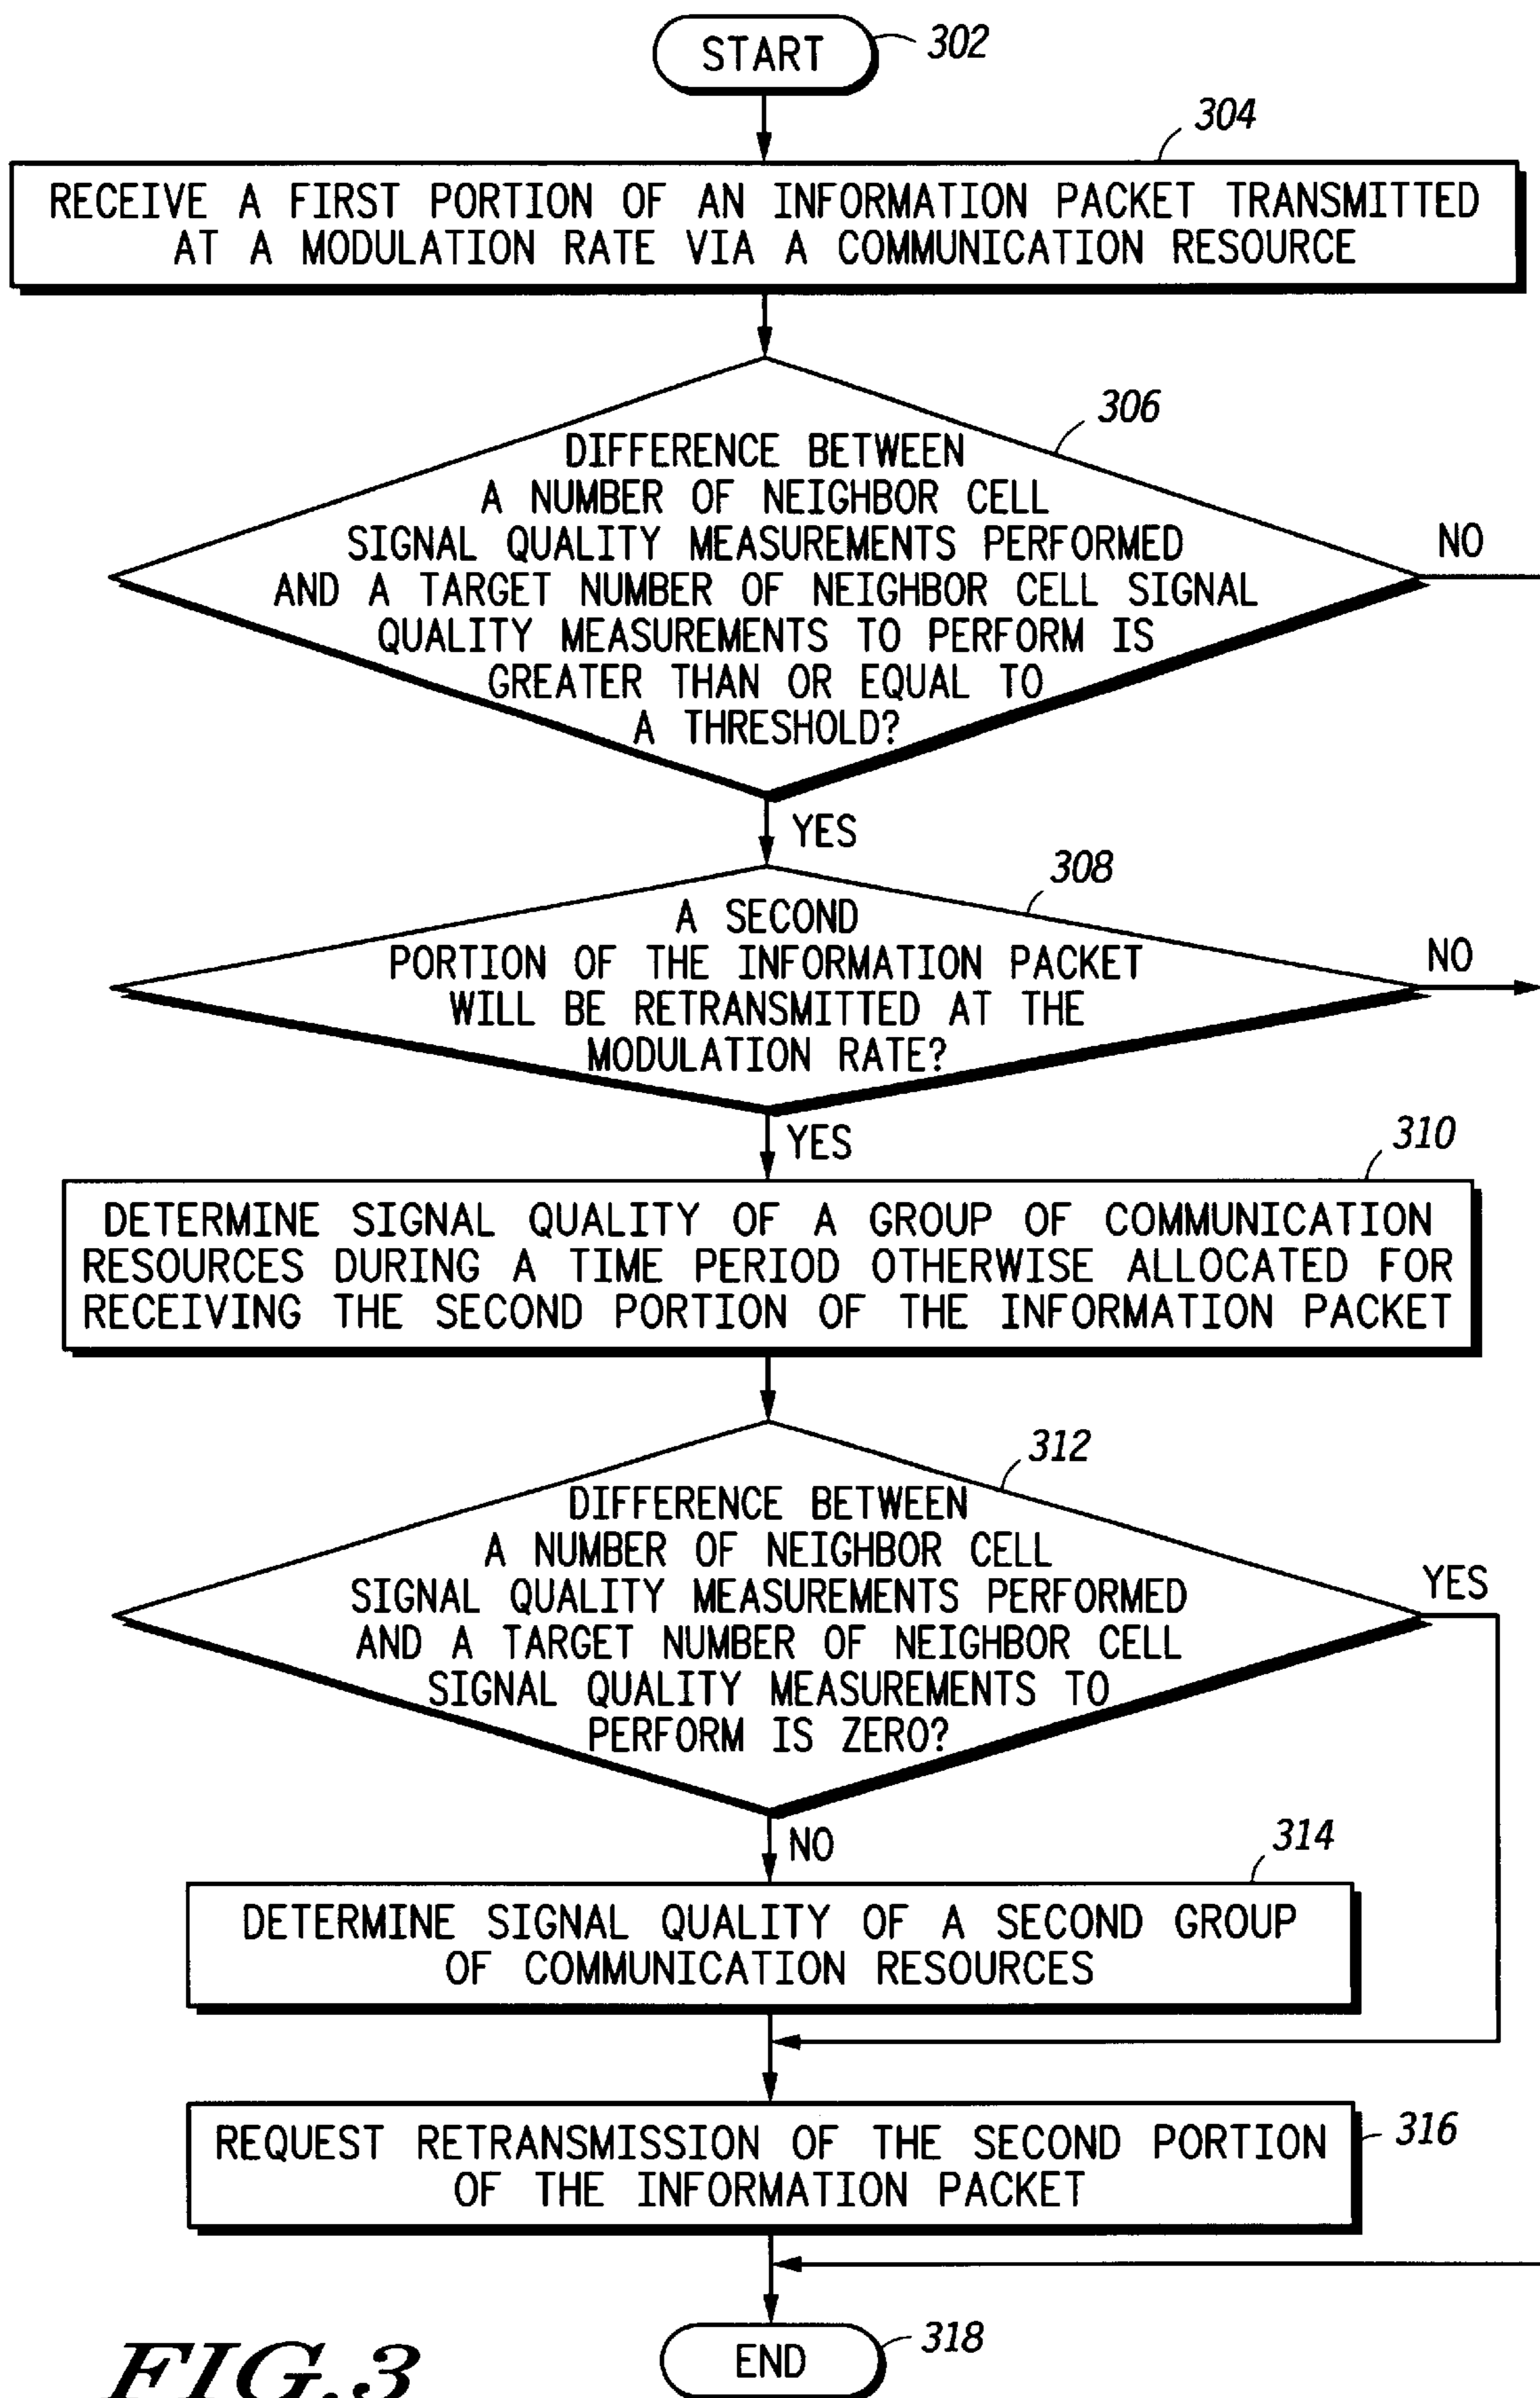 START
302
304
RECEIVE A FIRST PORTION OF AN INFORMATION PACKET TRANSMITTED
AT A MODULATION RATE VIA A COMMUNICATION RESOURCE
306
DIFFERENCE BETWEEN
A NUMBER OF NEIGHBOR CELL
SIGNAL QUALITY MEASUREMENTS PERFORMED
AND A TARGET NUMBER OF NEIGHBOR CELL SIGNAL
QUALITY MEASUREMENTS TO PERFORM IS
GREATER THAN OR EQUAL TO
A THRESHOLD?
NO
YES
308
A SECOND
PORTION OF THE INFORMATION PACKET
WILL BE RETRANSMITTED AT THE
MODULATION RATE?
NO
YES
310
DETERMINE SIGNAL QUALITY OF A GROUP OF COMMUNICATION
RESOURCES DURING A TIME PERIOD OTHERWISE ALLOCATED FOR
RECEIVING THE SECOND PORTION OF THE INFORMATION PACKET
312
DIFFERENCE BETWEEN
A NUMBER OF NEIGHBOR CELL
SIGNAL QUALITY MEASUREMENTS PERFORMED
AND A TARGET NUMBER OF NEIGHBOR CELL
SIGNAL QUALITY MEASUREMENTS TO
PERFORM IS ZERO?
YES
NO
314
DETERMINE SIGNAL QUALITY OF A SECOND GROUP
OF COMMUNICATION RESOURCES
REQUEST RETRANSMISSION OF THE SECOND PORTION
OF THE INFORMATION PACKET
316
END
318
FIG.3